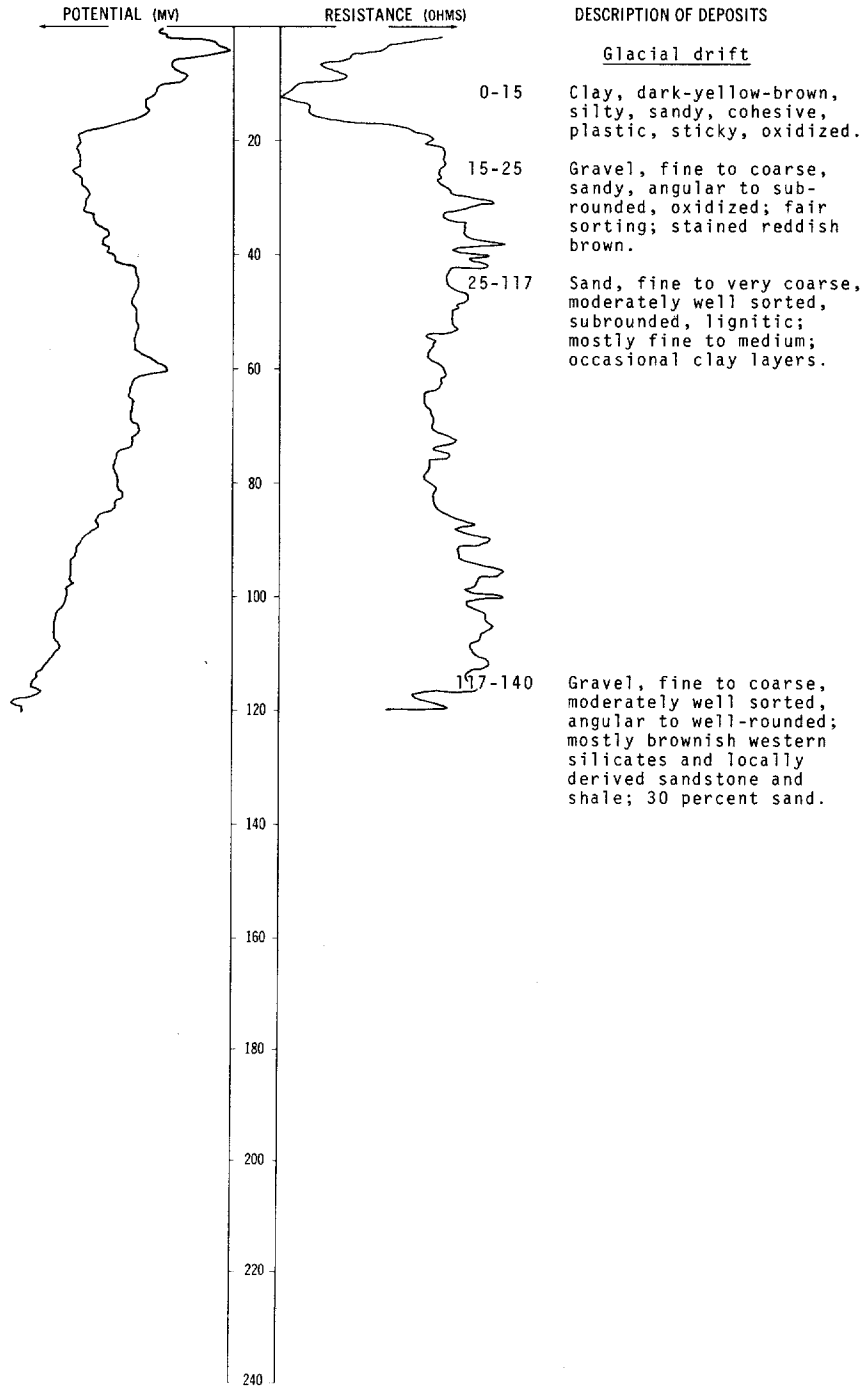 POTENTIAL (MV) RESISTANCE (OHMS) DESCRIPTION OF DEPOSITS
Glacial drift
0-15 Clay, dark-yellow-brown,
silty, sandy, cohesive,
plastic, sticky, oxidized.
20
15-25 Gravel, fine to coarse,
sandy, angular to sub-
rounded, oxidized; fair
sorting; stained reddish
brown.
40
25-117 Sand, fine to very coarse,
moderately well sorted,
subrounded, lignitic;
mostly fine to medium;
occasional clay layers.
60
80
100
117-140 Gravel, fine to coarse,
moderately well sorted,
angular to well-rounded;
mostly brownish western
silicates and locally
derived sandstone and
shale; 30 percent sand.
120
140
160
180
200
220
240